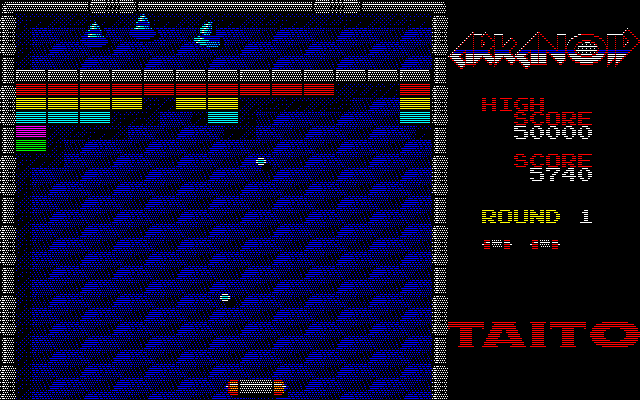 ARKANOID
HIGH
SCORE
50000
SCORE
5740
ROUND 1
TAITO